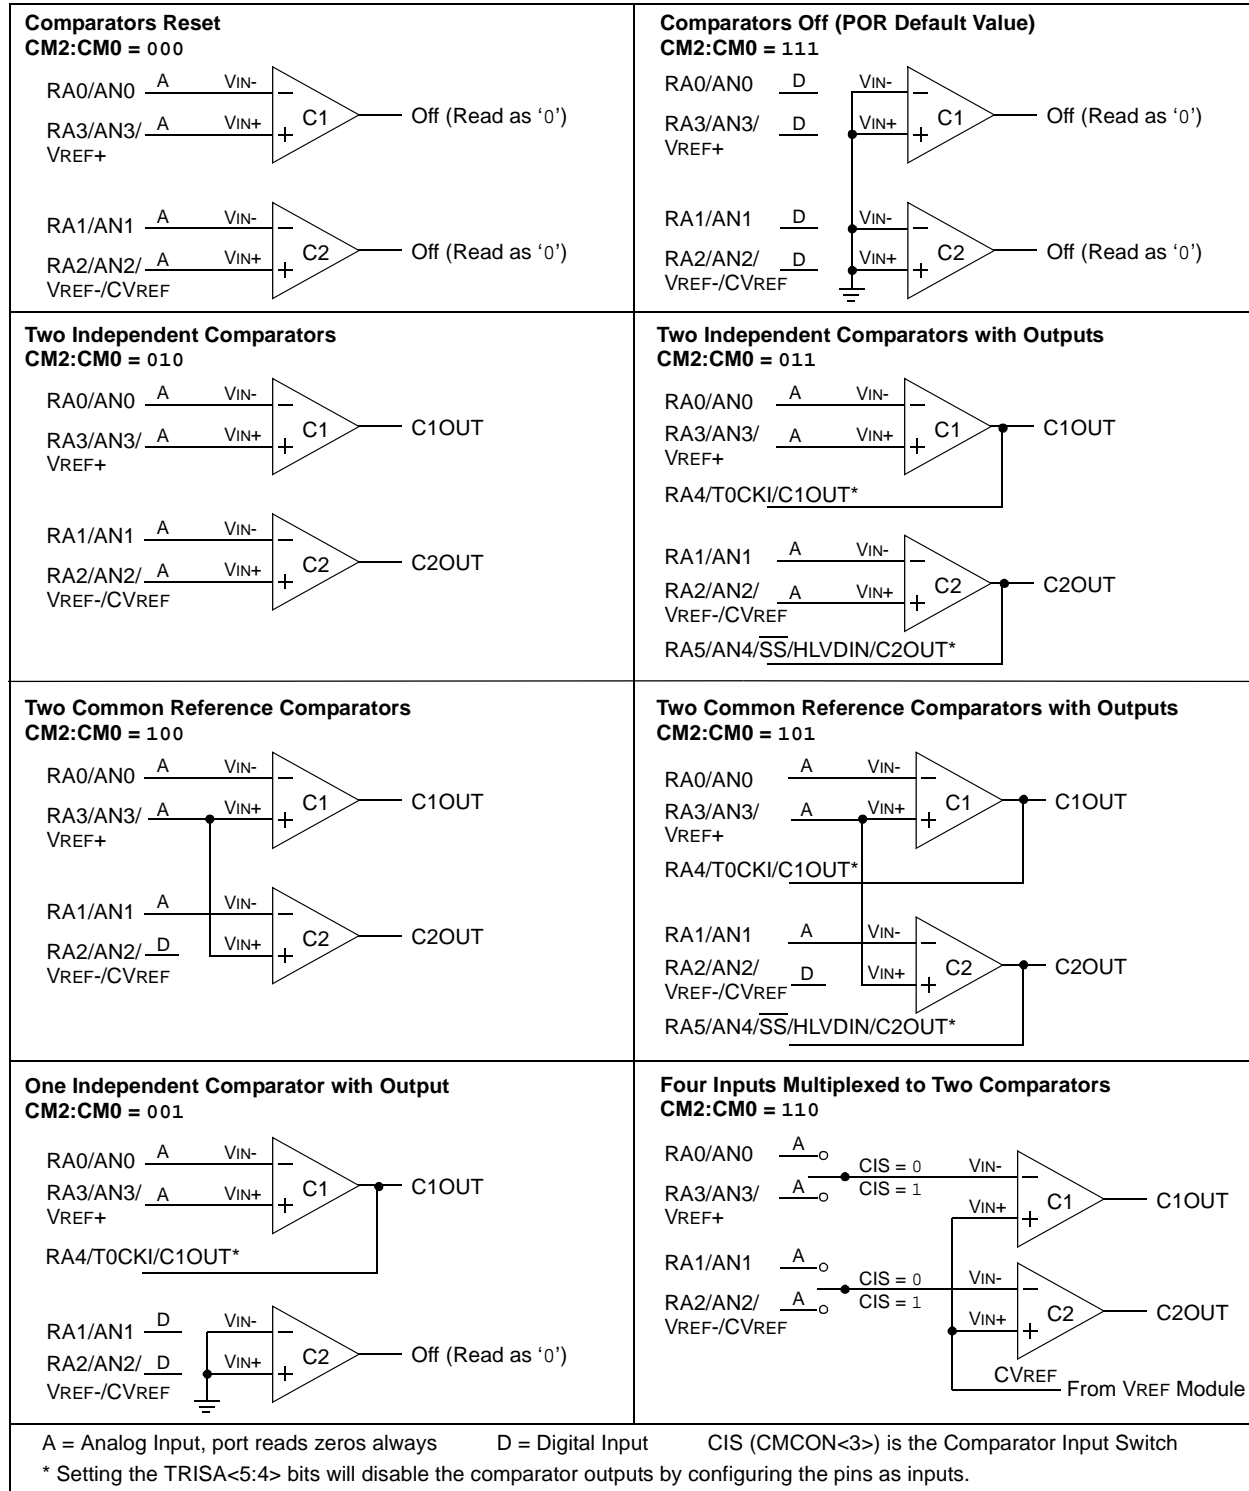 Comparators Reset
CM2:CM0 = 000
RA0/AN0 A VIN-
C1 Off (Read as ‘0’)
RA3/AN3/ A VIN+
VREF+
RA1/AN1 A VIN-
C2 Off (Read as ‘0’)
RA2/AN2/ A VIN+
VREF-/CVREF
Comparators Off (POR Default Value)
CM2:CM0 = 111
RA0/AN0 D VIN-
C1 Off (Read as ‘0’)
RA3/AN3/ D VIN+
VREF+
RA1/AN1 D VIN-
C2 Off (Read as ‘0’)
RA2/AN2/ D VIN+
VREF-/CVREF
Two Independent Comparators
CM2:CM0 = 010
RA0/AN0 A VIN-
C1 C1OUT
RA3/AN3/ A VIN+
VREF+
RA1/AN1 A VIN-
C2 C2OUT
RA2/AN2/ A VIN+
VREF-/CVREF
Two Independent Comparators with Outputs
CM2:CM0 = 011
RA0/AN0 A VIN-
C1 C1OUT
RA3/AN3/ A VIN+
VREF+
RA4/T0CKI/C1OUT*
RA1/AN1 A VIN-
C2 C2OUT
RA2/AN2/ A VIN+
VREF-/CVREF
RA5/AN4/SS/HLVDIN/C2OUT*
Two Common Reference Comparators
CM2:CM0 = 100
RA0/AN0 A VIN-
C1 C1OUT
RA3/AN3/ A VIN+
VREF+
RA1/AN1 A VIN-
C2 C2OUT
RA2/AN2/ D VIN+
VREF-/CVREF
Two Common Reference Comparators with Outputs
CM2:CM0 = 101
RA0/AN0 A VIN-
C1 C1OUT
RA3/AN3/ A VIN+
VREF+
RA4/T0CKI/C1OUT*
RA1/AN1 A VIN-
C2 C2OUT
RA2/AN2/ D VIN+
VREF-/CVREF
RA5/AN4/SS/HLVDIN/C2OUT*
One Independent Comparator with Output
CM2:CM0 = 001
RA0/AN0 A VIN-
C1 C1OUT
RA3/AN3/ A VIN+
VREF+
RA4/T0CKI/C1OUT*
RA1/AN1 D VIN-
C2 Off (Read as ‘0’)
RA2/AN2/ D VIN+
VREF-/CVREF
Four Inputs Multiplexed to Two Comparators
CM2:CM0 = 110
RA0/AN0 A
CIS = 0 VIN-
RA3/AN3/ A CIS = 1
VREF+
VIN+ C1 C1OUT
RA1/AN1 A
CIS = 0 VIN-
RA2/AN2/ A CIS = 1
VREF-/CVREF
VIN+ C2 C2OUT
CVREF
From VREF Module
A = Analog Input, port reads zeros always D = Digital Input CIS (CMCON<3>) is the Comparator Input Switch
* Setting the TRISA<5:4> bits will disable the comparator outputs by configuring the pins as inputs.